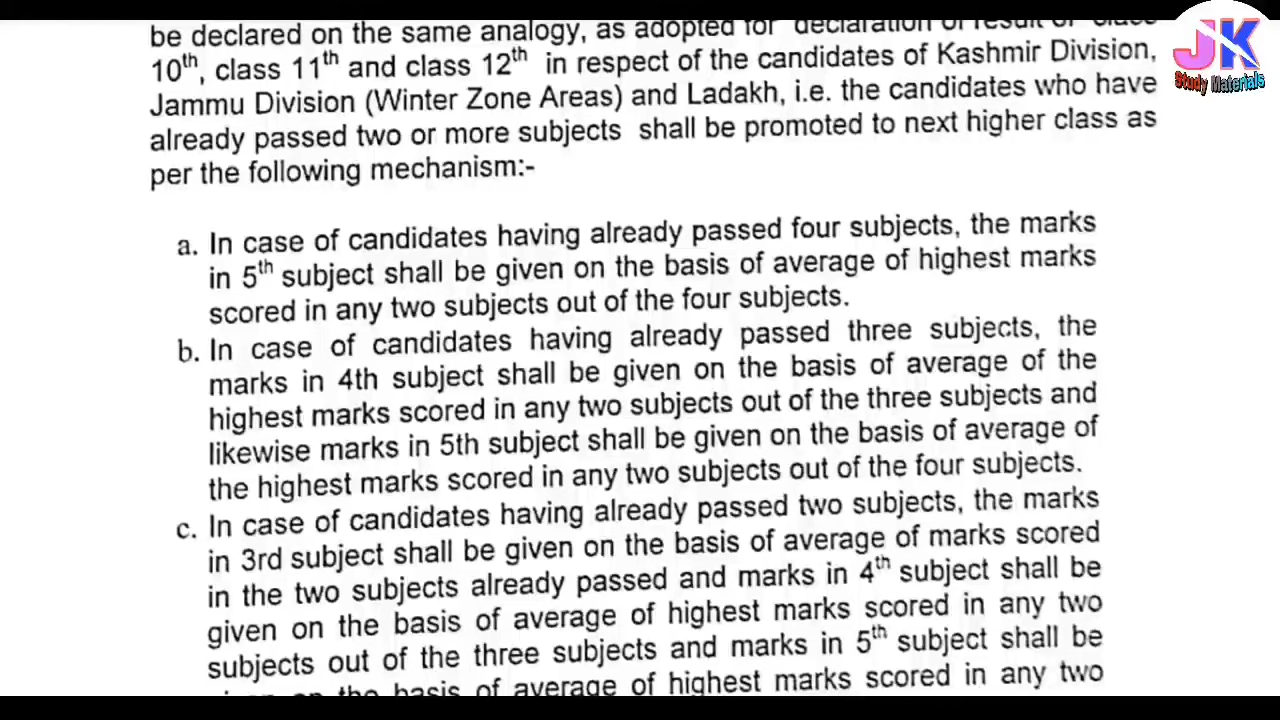 be declared on the same analogy, as adopted for declaration of result of class
10th, class 11th and class 12th in respect of the candidates of Kashmir Division,
Jammu Division (Winter Zone Areas) and Ladakh, i.e. the candidates who have
already passed two or more subjects shall be promoted to next higher class as
per the following mechanism:-
a. In case of candidates having already passed four subjects, the marks
in 5th subject shall be given on the basis of average of highest marks
scored in any two subjects out of the four subjects.
b. In case of candidates having already passed three subjects, the
marks in 4th subject shall be given on the basis of average of the
highest marks scored in any two subjects out of the three subjects and
likewise marks in 5th subject shall be given on the basis of average of
the highest marks scored in any two subjects out of the four subjects.
c. In case of candidates having already passed two subjects, the marks
in 3rd subject shall be given on the basis of average of marks scored
in the two subjects already passed and marks in 4th subject shall be
given on the basis of average of highest marks scored in any two
subjects out of the three subjects and marks in 5th subject shall be
given on the basis of average of highest marks scored in any two
JK
Study Materials